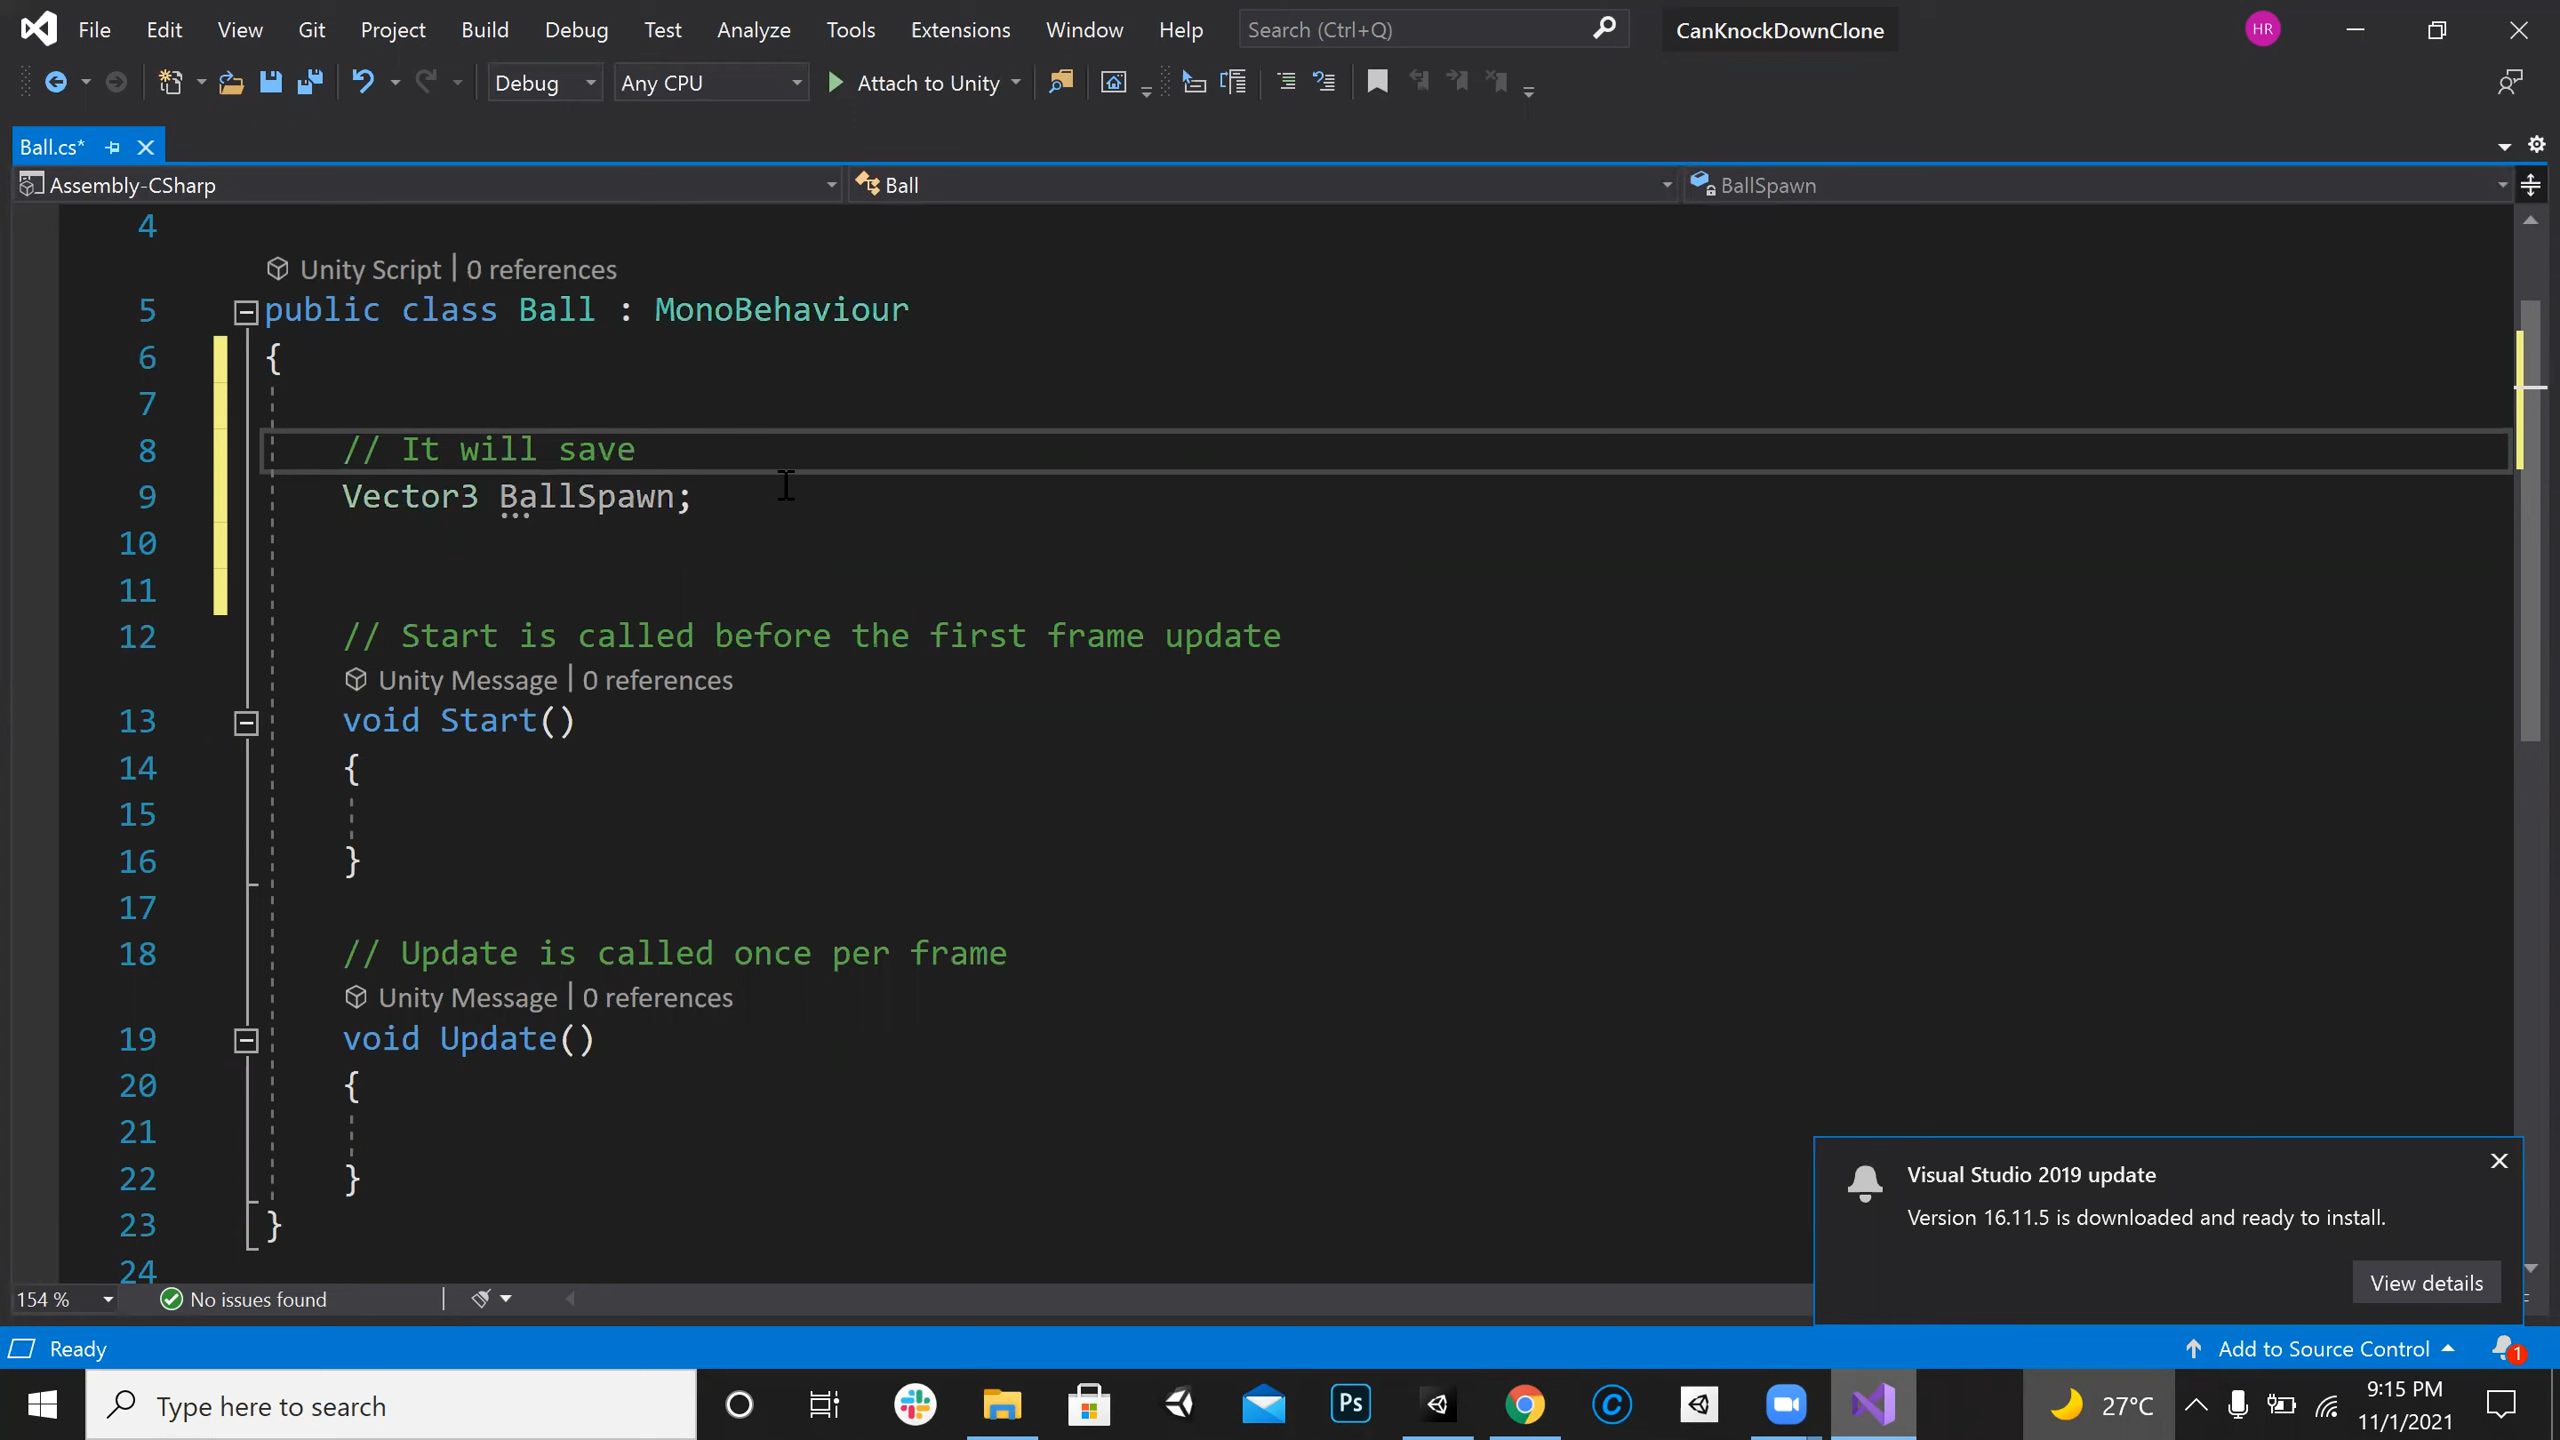 File Edit View Git Project Build Debug Test Analyze Tools Extensions Window Help Search (Ctrl+Q) CanKnockDownClone HR
Debug Any CPU Attach to Unity
Ball.cs*
Assembly-CSharp Ball BallSpawn
4
Unity Script | 0 references
5 public class Ball : MonoBehaviour
6 {
7
8 // It will save
9 Vector3 BallSpawn;
10
11
12 // Start is called before the first frame update
Unity Message | 0 references
13 void Start()
14 {
15
16 }
17
18 // Update is called once per frame
Unity Message | 0 references
19 void Update()
20 {
21
22 }
23 }
24
Visual Studio 2019 update
Version 16.11.5 is downloaded and ready to install.
View details
154 % No issues found
Ready Add to Source Control 1
Type here to search Ps 27°C 9:15 PM
11/1/2021